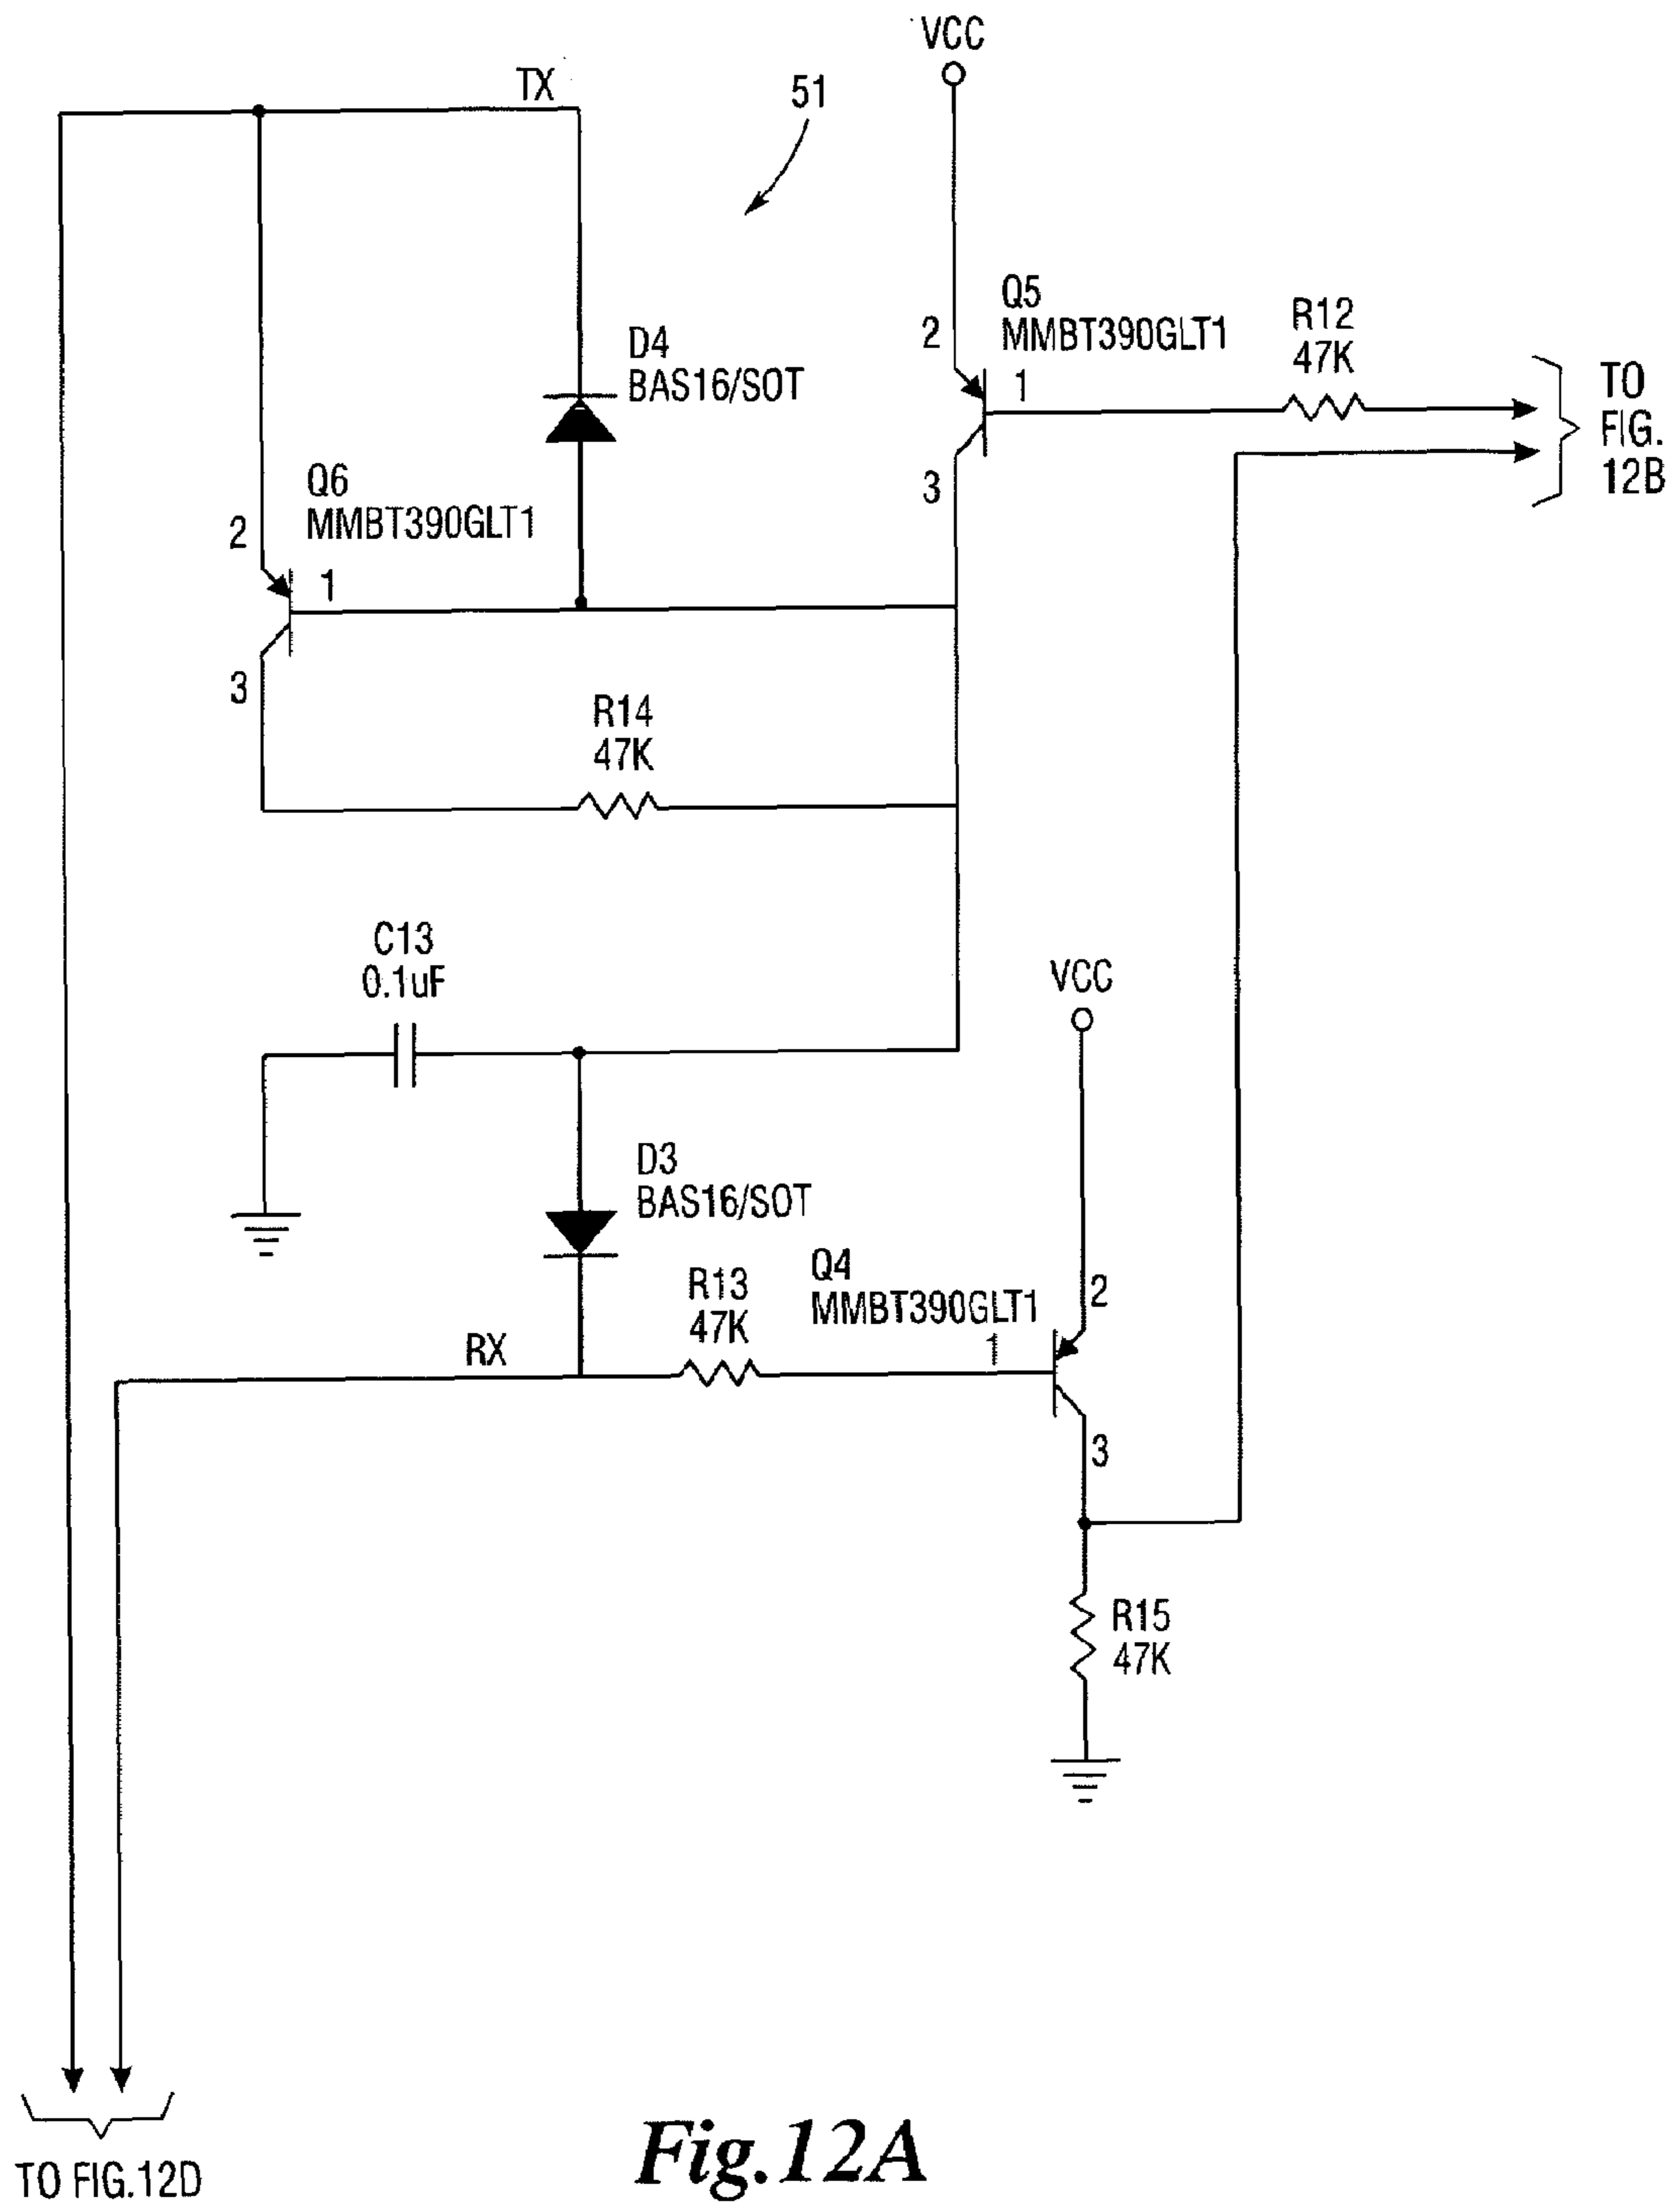 VCC
TX
51
Q5
MMBT390GLT1
2
1
3
R12
47K
TO
FIG.
12B
D4
BAS16/SOT
Q6
MMBT390GLT1
2
1
3
R14
47K
C13
0.1uF
VCC
D3
BAS16/SOT
R13
47K
Q4
MMBT390GLT1
2
1
3
RX
R15
47K
TO FIG.12D
Fig.12A